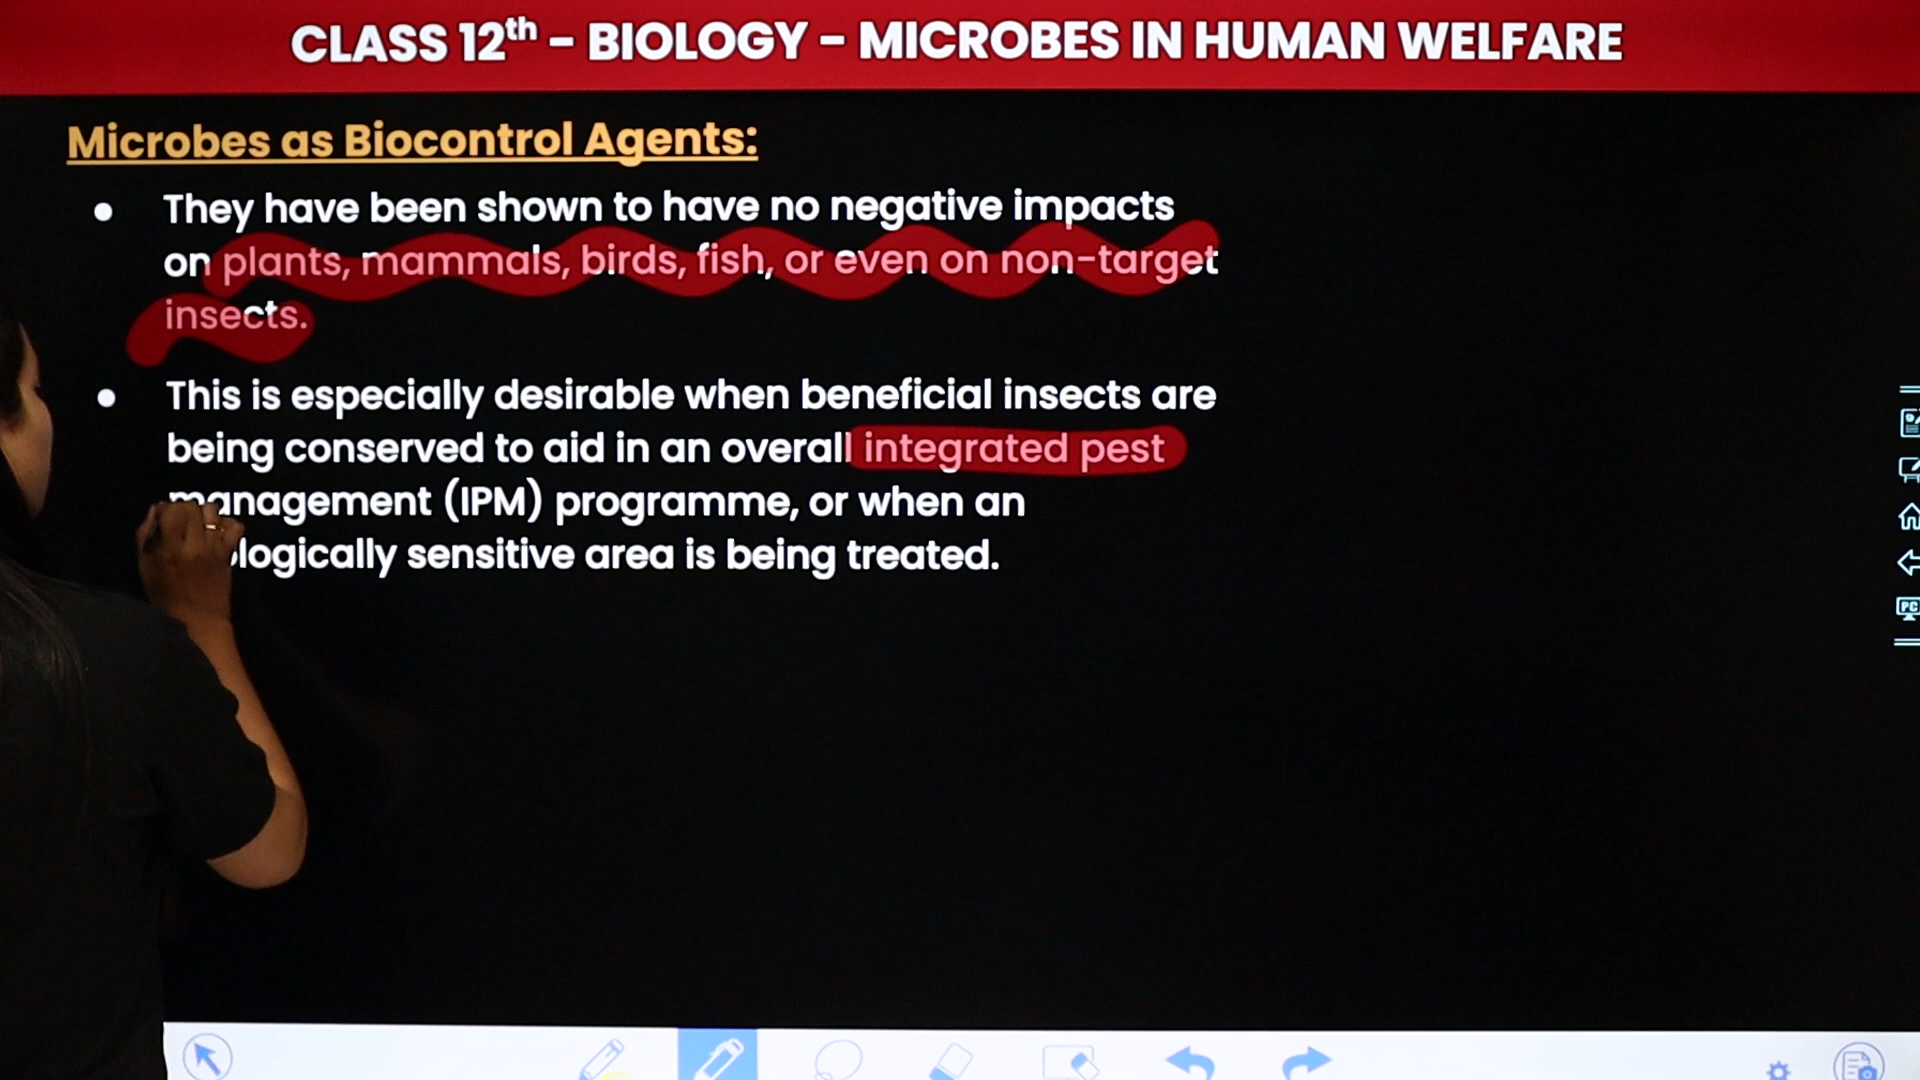 CLASS 12th - BIOLOGY - MICROBES IN HUMAN WELFARE
Microbes as Biocontrol Agents:
• They have been shown to have no negative impacts
on plants, mammals, birds, fish, or even on non-target
insects.
• This is especially desirable when beneficial insects are
being conserved to aid in an overall integrated pest
management (IPM) programme, or when an
logically sensitive area is being treated.
PC